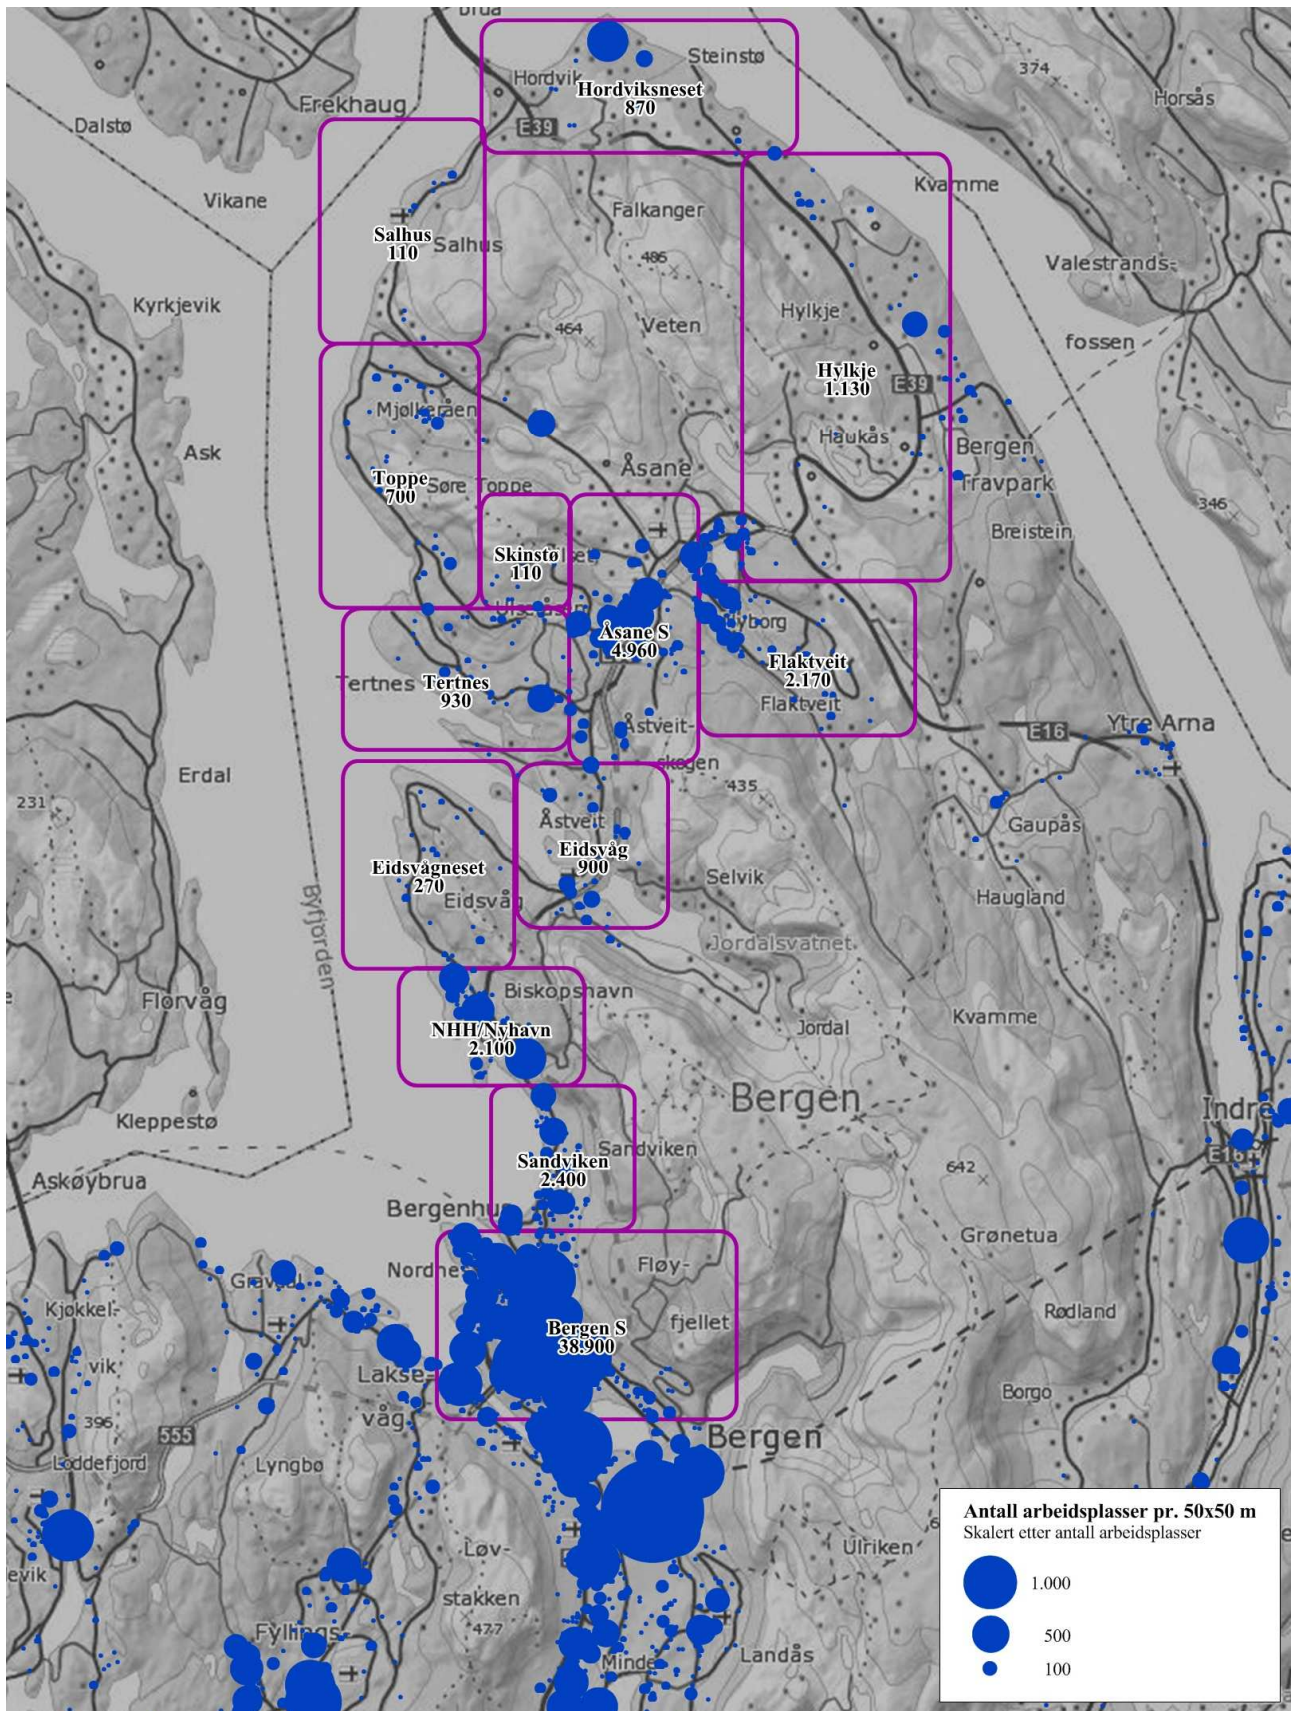 Steinstø
Hordvik
Hordviksneset
870
374
Horsås
Frekhaug
Dalstø
E39
Vikane
Kvamme
Falkanger
Salhus
110
Salhus
486
Valestrands-
Kyrkjevik
Hylkje
464
Veten
fossen
Hylkje
1.130
E39
Mjølkeråen
Haukås
Ask
Åsane
Bergen
Travpark
Toppe
700
Søre Toppe
346
Breistein
Skinstø
110
Åsane S
4.960
Flaktveit
2.170
Tertnes
Tertnes
930
Flaktveit
Åstveit-
skogen
E16
Ytre Arna
Erdal
231
435
Gaupås
Åstveit
Eidsvåg
900
Eidsvågneset
270
Selvik
Eidsvåg
Haugland
Byfjorden
Jordalsvatnet
Florvåg
Biskopshavn
Kvamme
Jordal
NHH/Nyhavn
2.100
Bergen
Kleppestø
Indre
Sandviken
Sandviken
2.400
642
E16
Askøybrua
Grønetua
Fløy-
Nordnes
Kjøkkel-
Rødland
Bergen S
38.900
fjellet
vik
Lakse-
Borgo
våg
396
555
Bergen
Loddefjord
Lyngbø
Løv-
Ulriken
stakken
477
Fyllings-
Minde
Landås
Antall arbeidsplasser pr. 50x50 m
Skalert etter antall arbeidsplasser
1.000
500
100